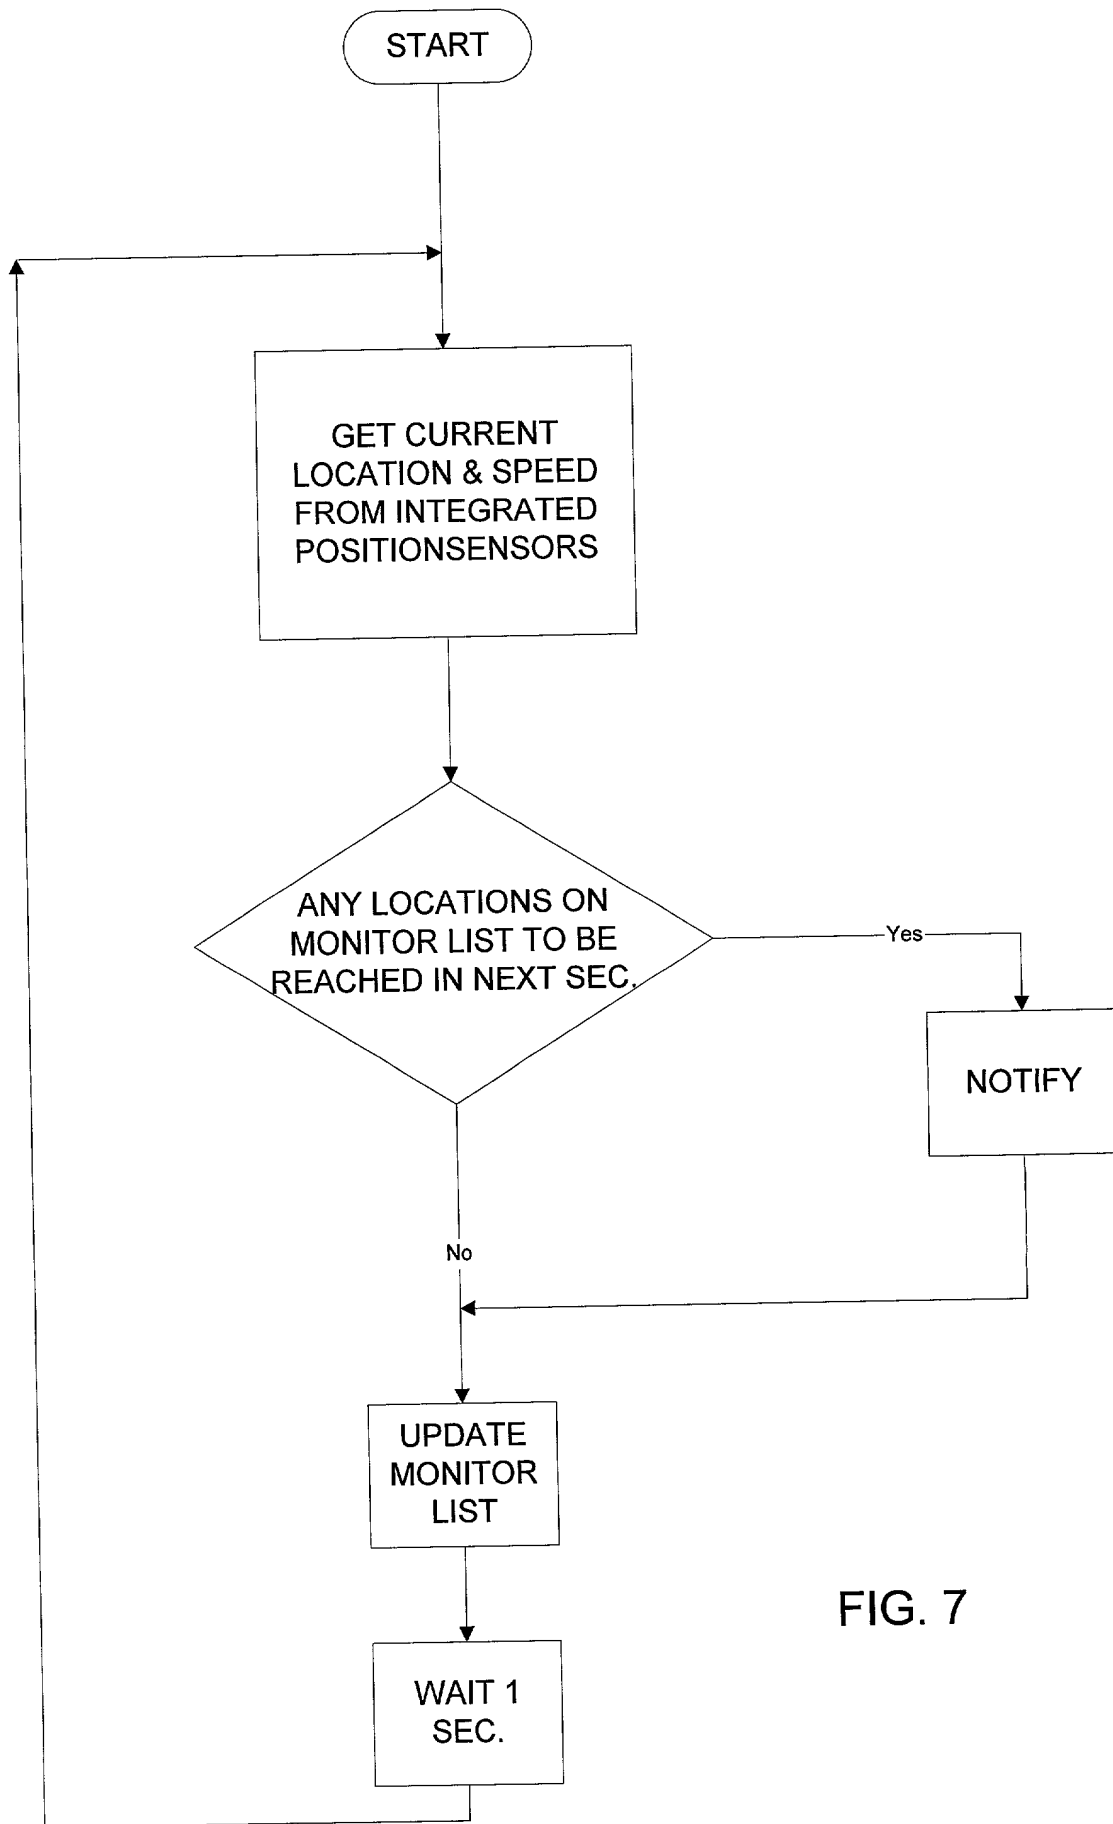 START
GET CURRENT
LOCATION & SPEED
FROM INTEGRATED
POSITIONSENSORS
ANY LOCATIONS ON
MONITOR LIST TO BE
REACHED IN NEXT SEC.
Yes
NOTIFY
No
UPDATE
MONITOR
LIST
WAIT 1
SEC.
FIG. 7